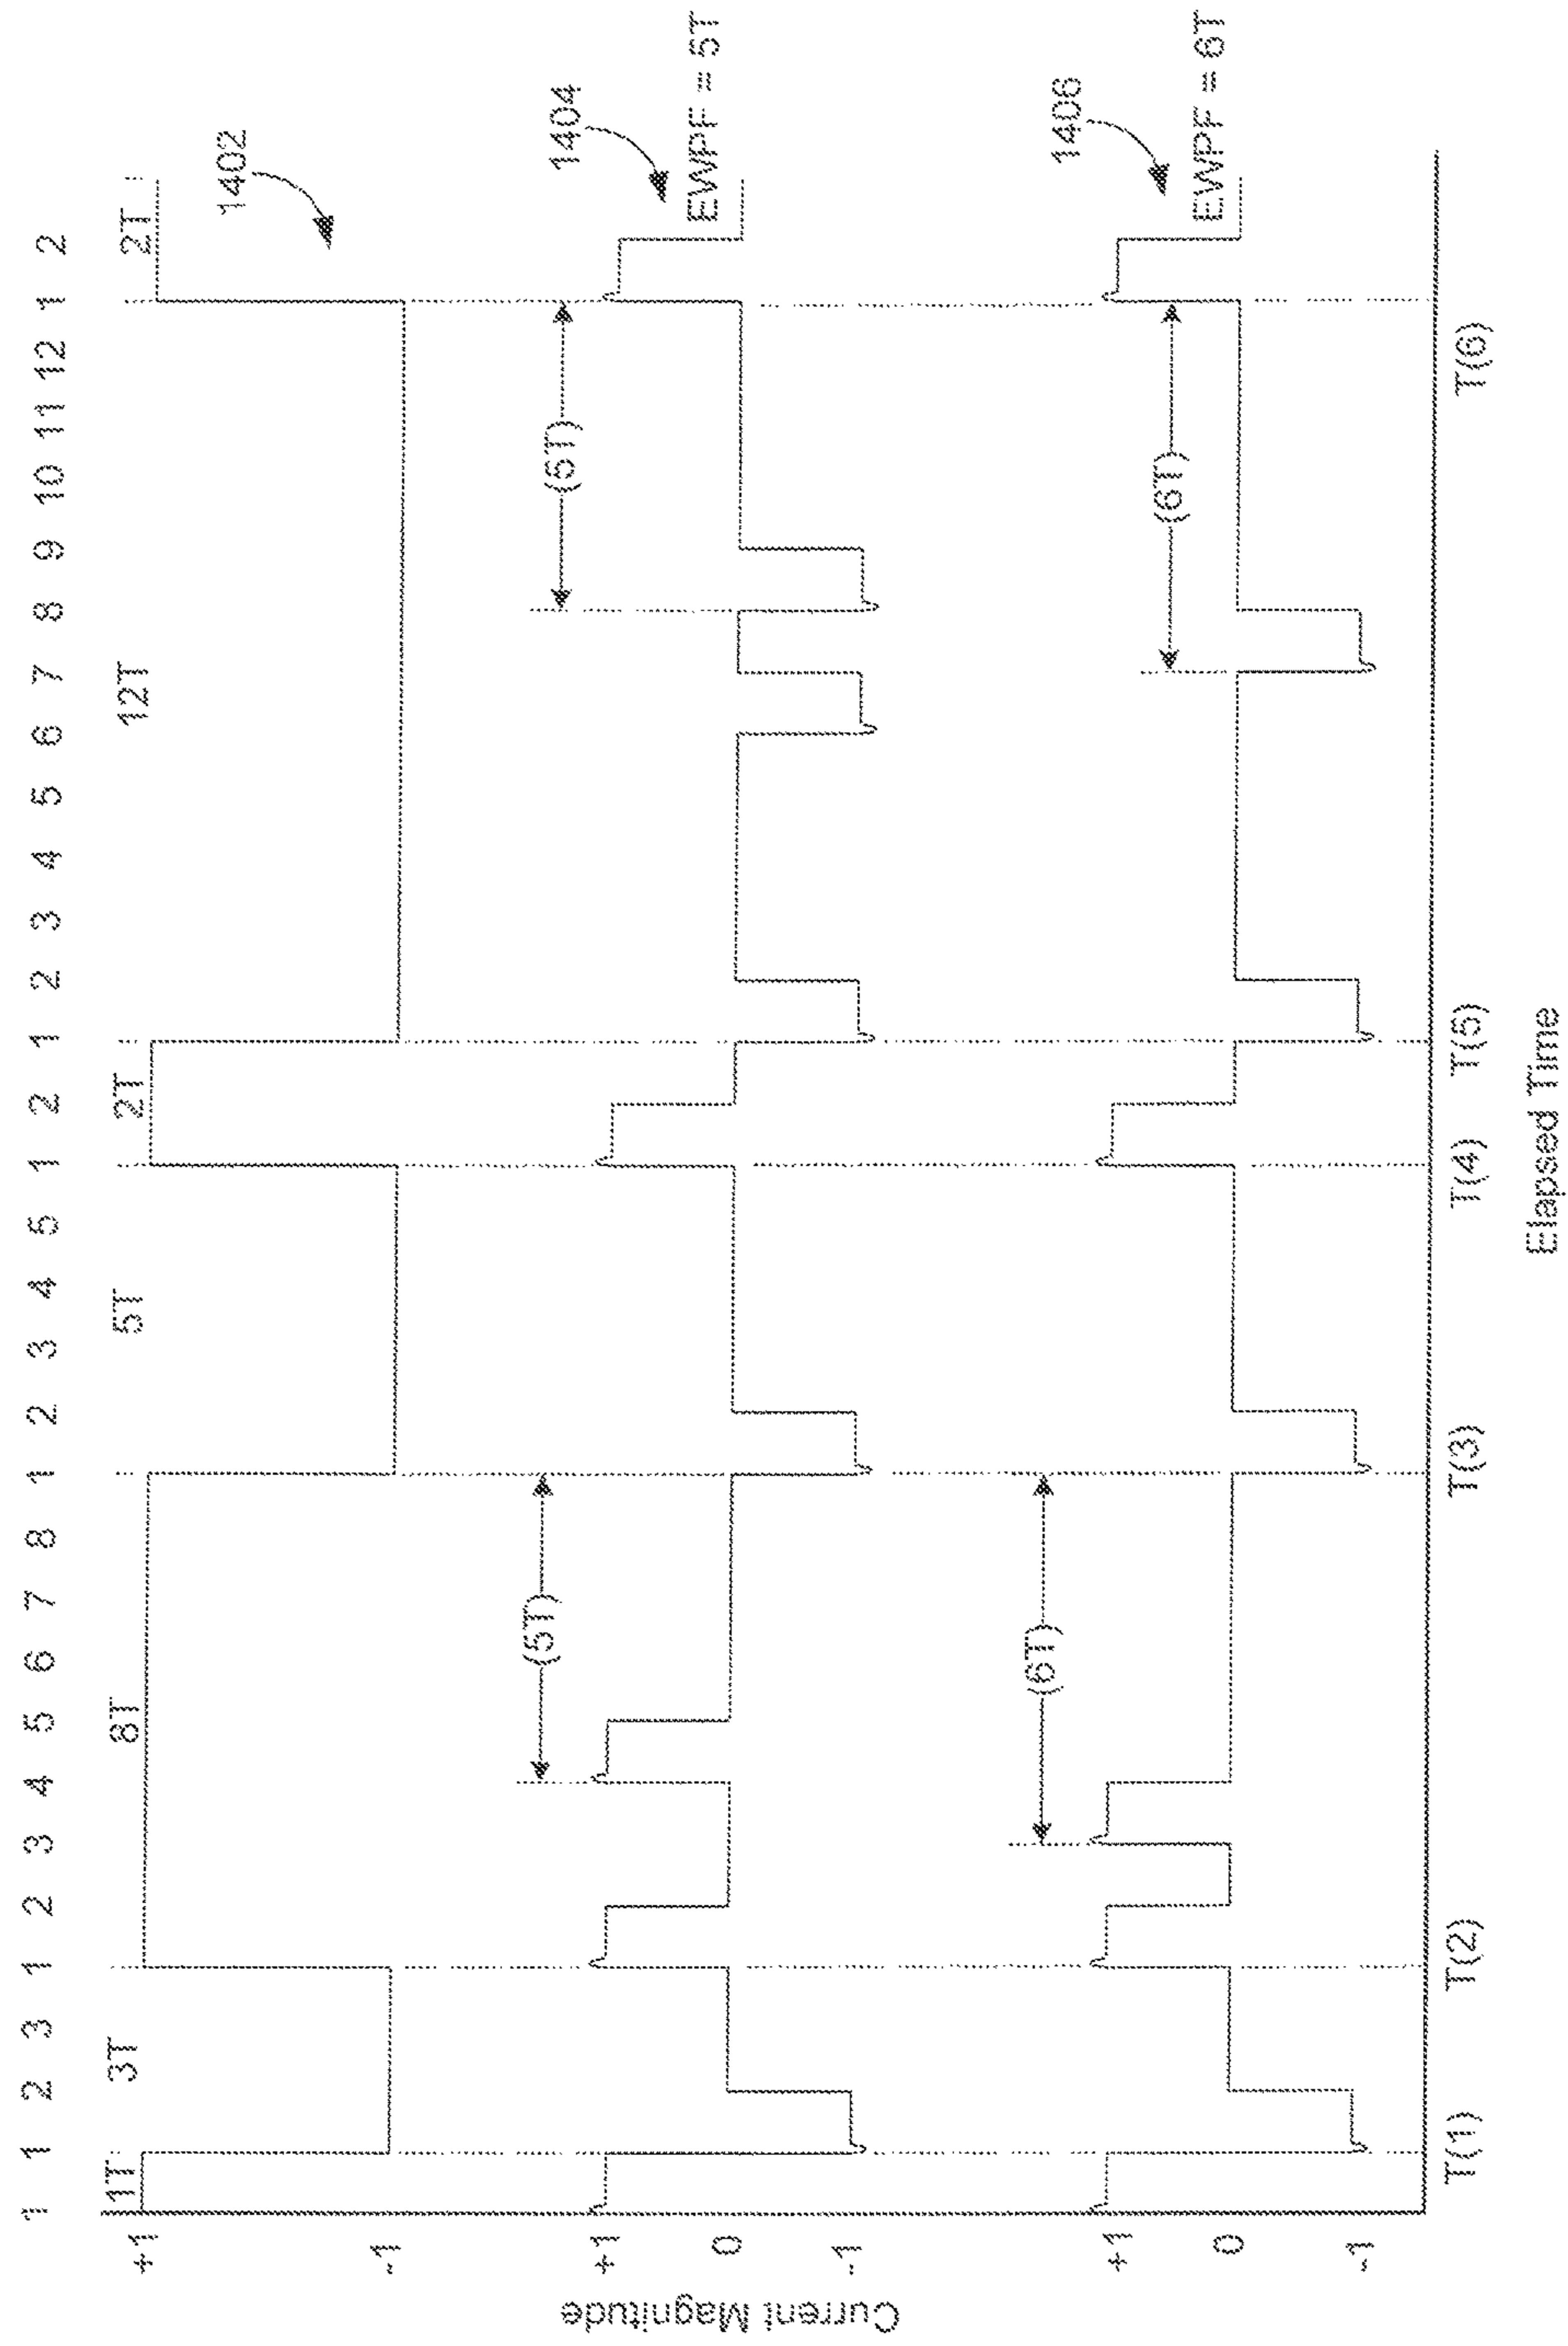 1 1 2 3 1 2 3 4 5 6 7 8 1 2 3 4 5 1 2 1 2 3 4 5 6 7 8 9 10 11 12 1 2
1T 3T 8T 5T 2T 12T 2T
1402
+1
-1
1404
(5T) (5T)
EWPF = 5T
+1
0
-1
1406
(6T) (6T)
EWPF = 6T
+1
0
-1
Current Magnitude
T(1) T(2) T(3) T(4) T(5) T(6)
Elapsed Time